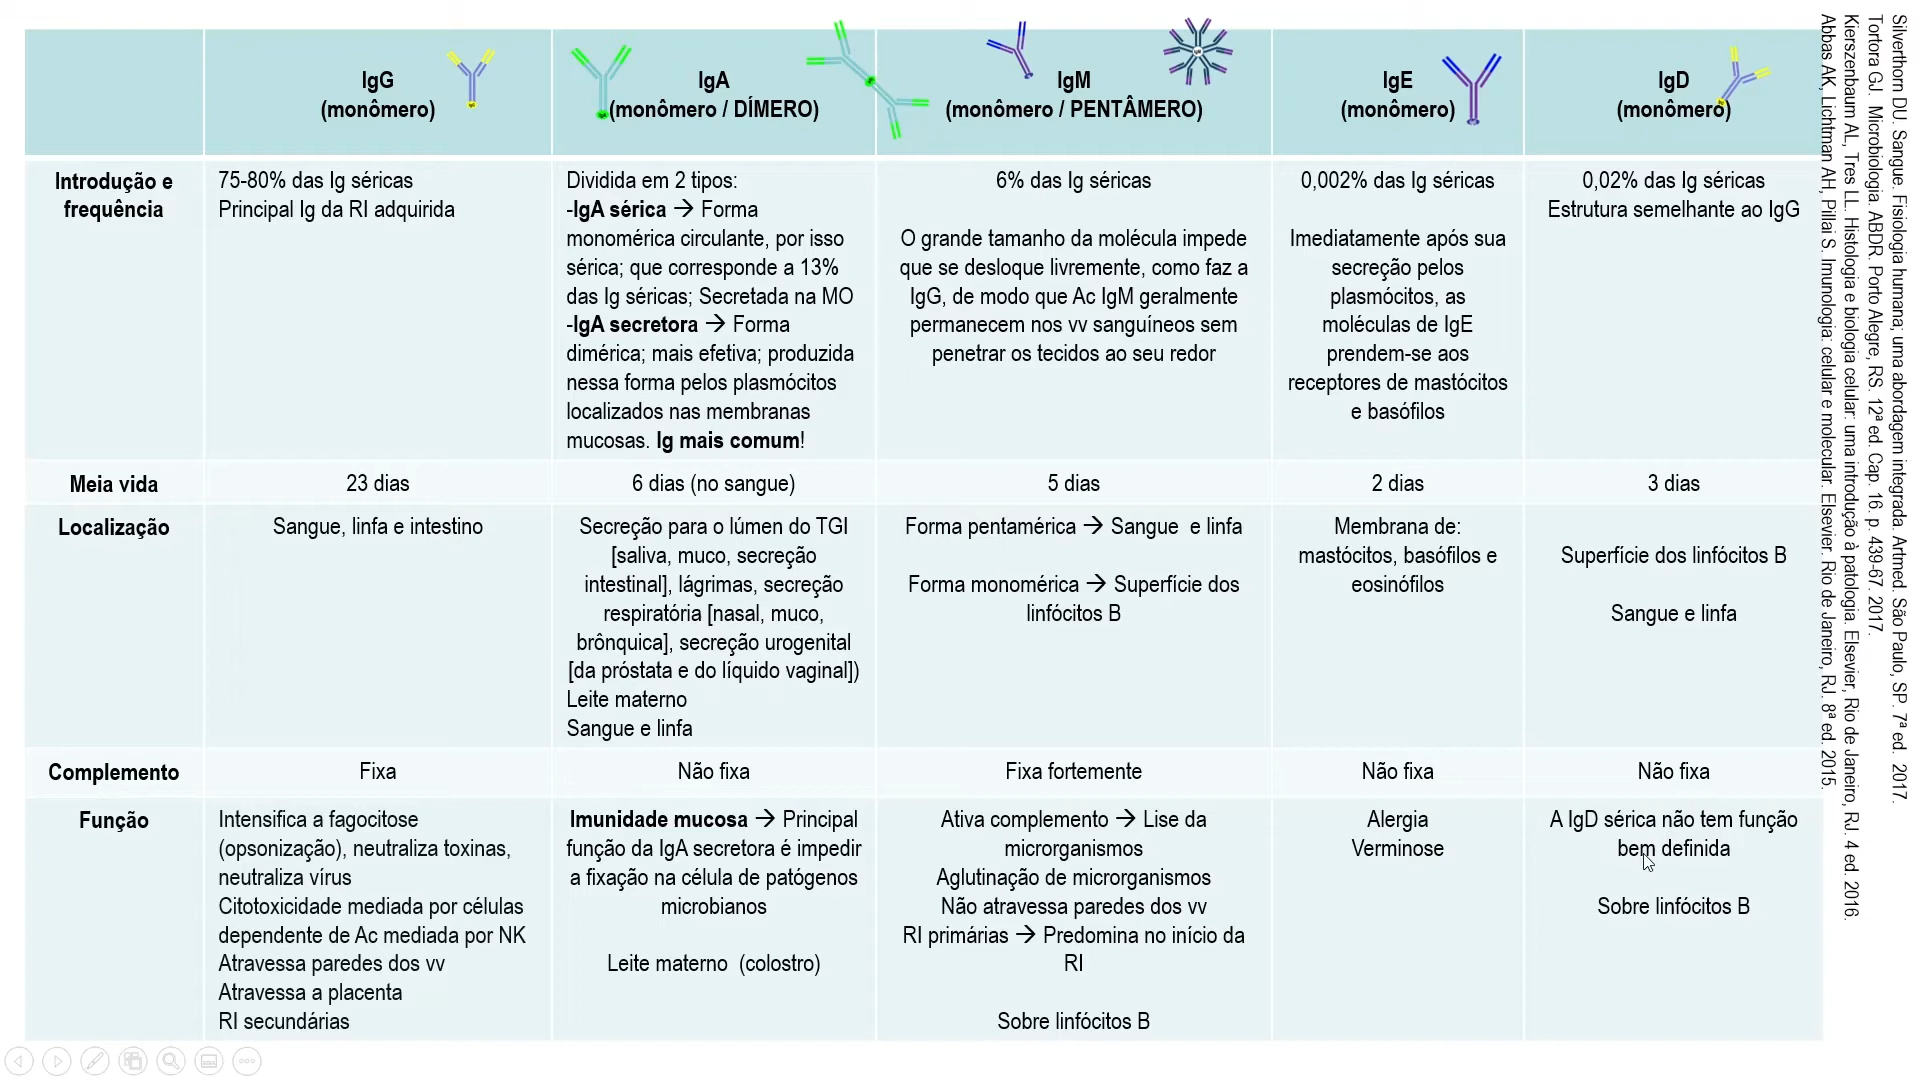 IgG
(monômero)
IgA
(monômero / DÍMERO)
IgM
(monômero / PENTÂMERO)
IgE
(monômero)
IgD
(monômero)
Introdução e
frequência
75-80% das Ig séricas
Principal Ig da RI adquirida
Dividida em 2 tipos:
-IgA sérica → Forma
monomérica circulante, por isso
sérica; que corresponde a 13%
das Ig séricas; Secretada na MO
-IgA secretora → Forma
dimérica; mais efetiva; produzida
nessa forma pelos plasmócitos
localizados nas membranas
mucosas. Ig mais comum!
6% das Ig séricas
O grande tamanho da molécula impede
que se desloque livremente, como faz a
IgG, de modo que Ac IgM geralmente
permanecem nos vv sanguíneos sem
penetrar os tecidos ao seu redor
0,002% das Ig séricas
Imediatamente após sua
secreção pelos
plasmócitos, as
moléculas de IgE
prendem-se aos
receptores de mastócitos
e basófilos
0,02% das Ig séricas
Estrutura semelhante ao IgG
Meia vida
23 dias
6 dias (no sangue)
5 dias
2 dias
3 dias
Localização
Sangue, linfa e intestino
Secreção para o lúmen do TGI
[saliva, muco, secreção
intestinal], lágrimas, secreção
respiratória [nasal, muco,
brônquica], secreção urogenital
[da próstata e do líquido vaginal])
Leite materno
Sangue e linfa
Forma pentamérica → Sangue  e linfa
Forma monomérica → Superfície dos
linfócitos B
Membrana de:
mastócitos, basófilos e
eosinófilos
Superfície dos linfócitos B
Sangue e linfa
Complemento
Fixa
Não fixa
Fixa fortemente
Não fixa
Não fixa
Função
Intensifica a fagocitose
(opsonização), neutraliza toxinas,
neutraliza vírus
Citotoxicidade mediada por células
dependente de Ac mediada por NK
Atravessa paredes dos vv
Atravessa a placenta
RI secundárias
Imunidade mucosa → Principal
função da IgA secretora é impedir
a fixação na célula de patógenos
microbianos
Leite materno  (colostro)
Ativa complemento → Lise da
microrganismos
Aglutinação de microrganismos
Não atravessa paredes dos vv
RI primárias → Predomina no início da
RI
Sobre linfócitos B
Alergia
Verminose
A IgD sérica não tem função
bem definida
Sobre linfócitos B
Silverthorn DU. Sangue. Fisiologia humana; uma abordagem integrada. Artmed. São Paulo, SP. 7ª ed. 2017.
Tortora GJ. Microbiologia. ABDR. Porto Alegre, RS. 12ª ed. Cap. 16. p. 439-67. 2017.
Kierszenbaum AL, Tres LL. Histologia e biologia celular: uma introdução à patologia. Elsevier, Rio de Janeiro, RJ. 4 ed. 2016.
Abbas AK, Lichtman AH, Pillai S. Imunologia: celular e molecular. Elsevier. Rio de Janeiro, RJ. 8ª ed. 2015.